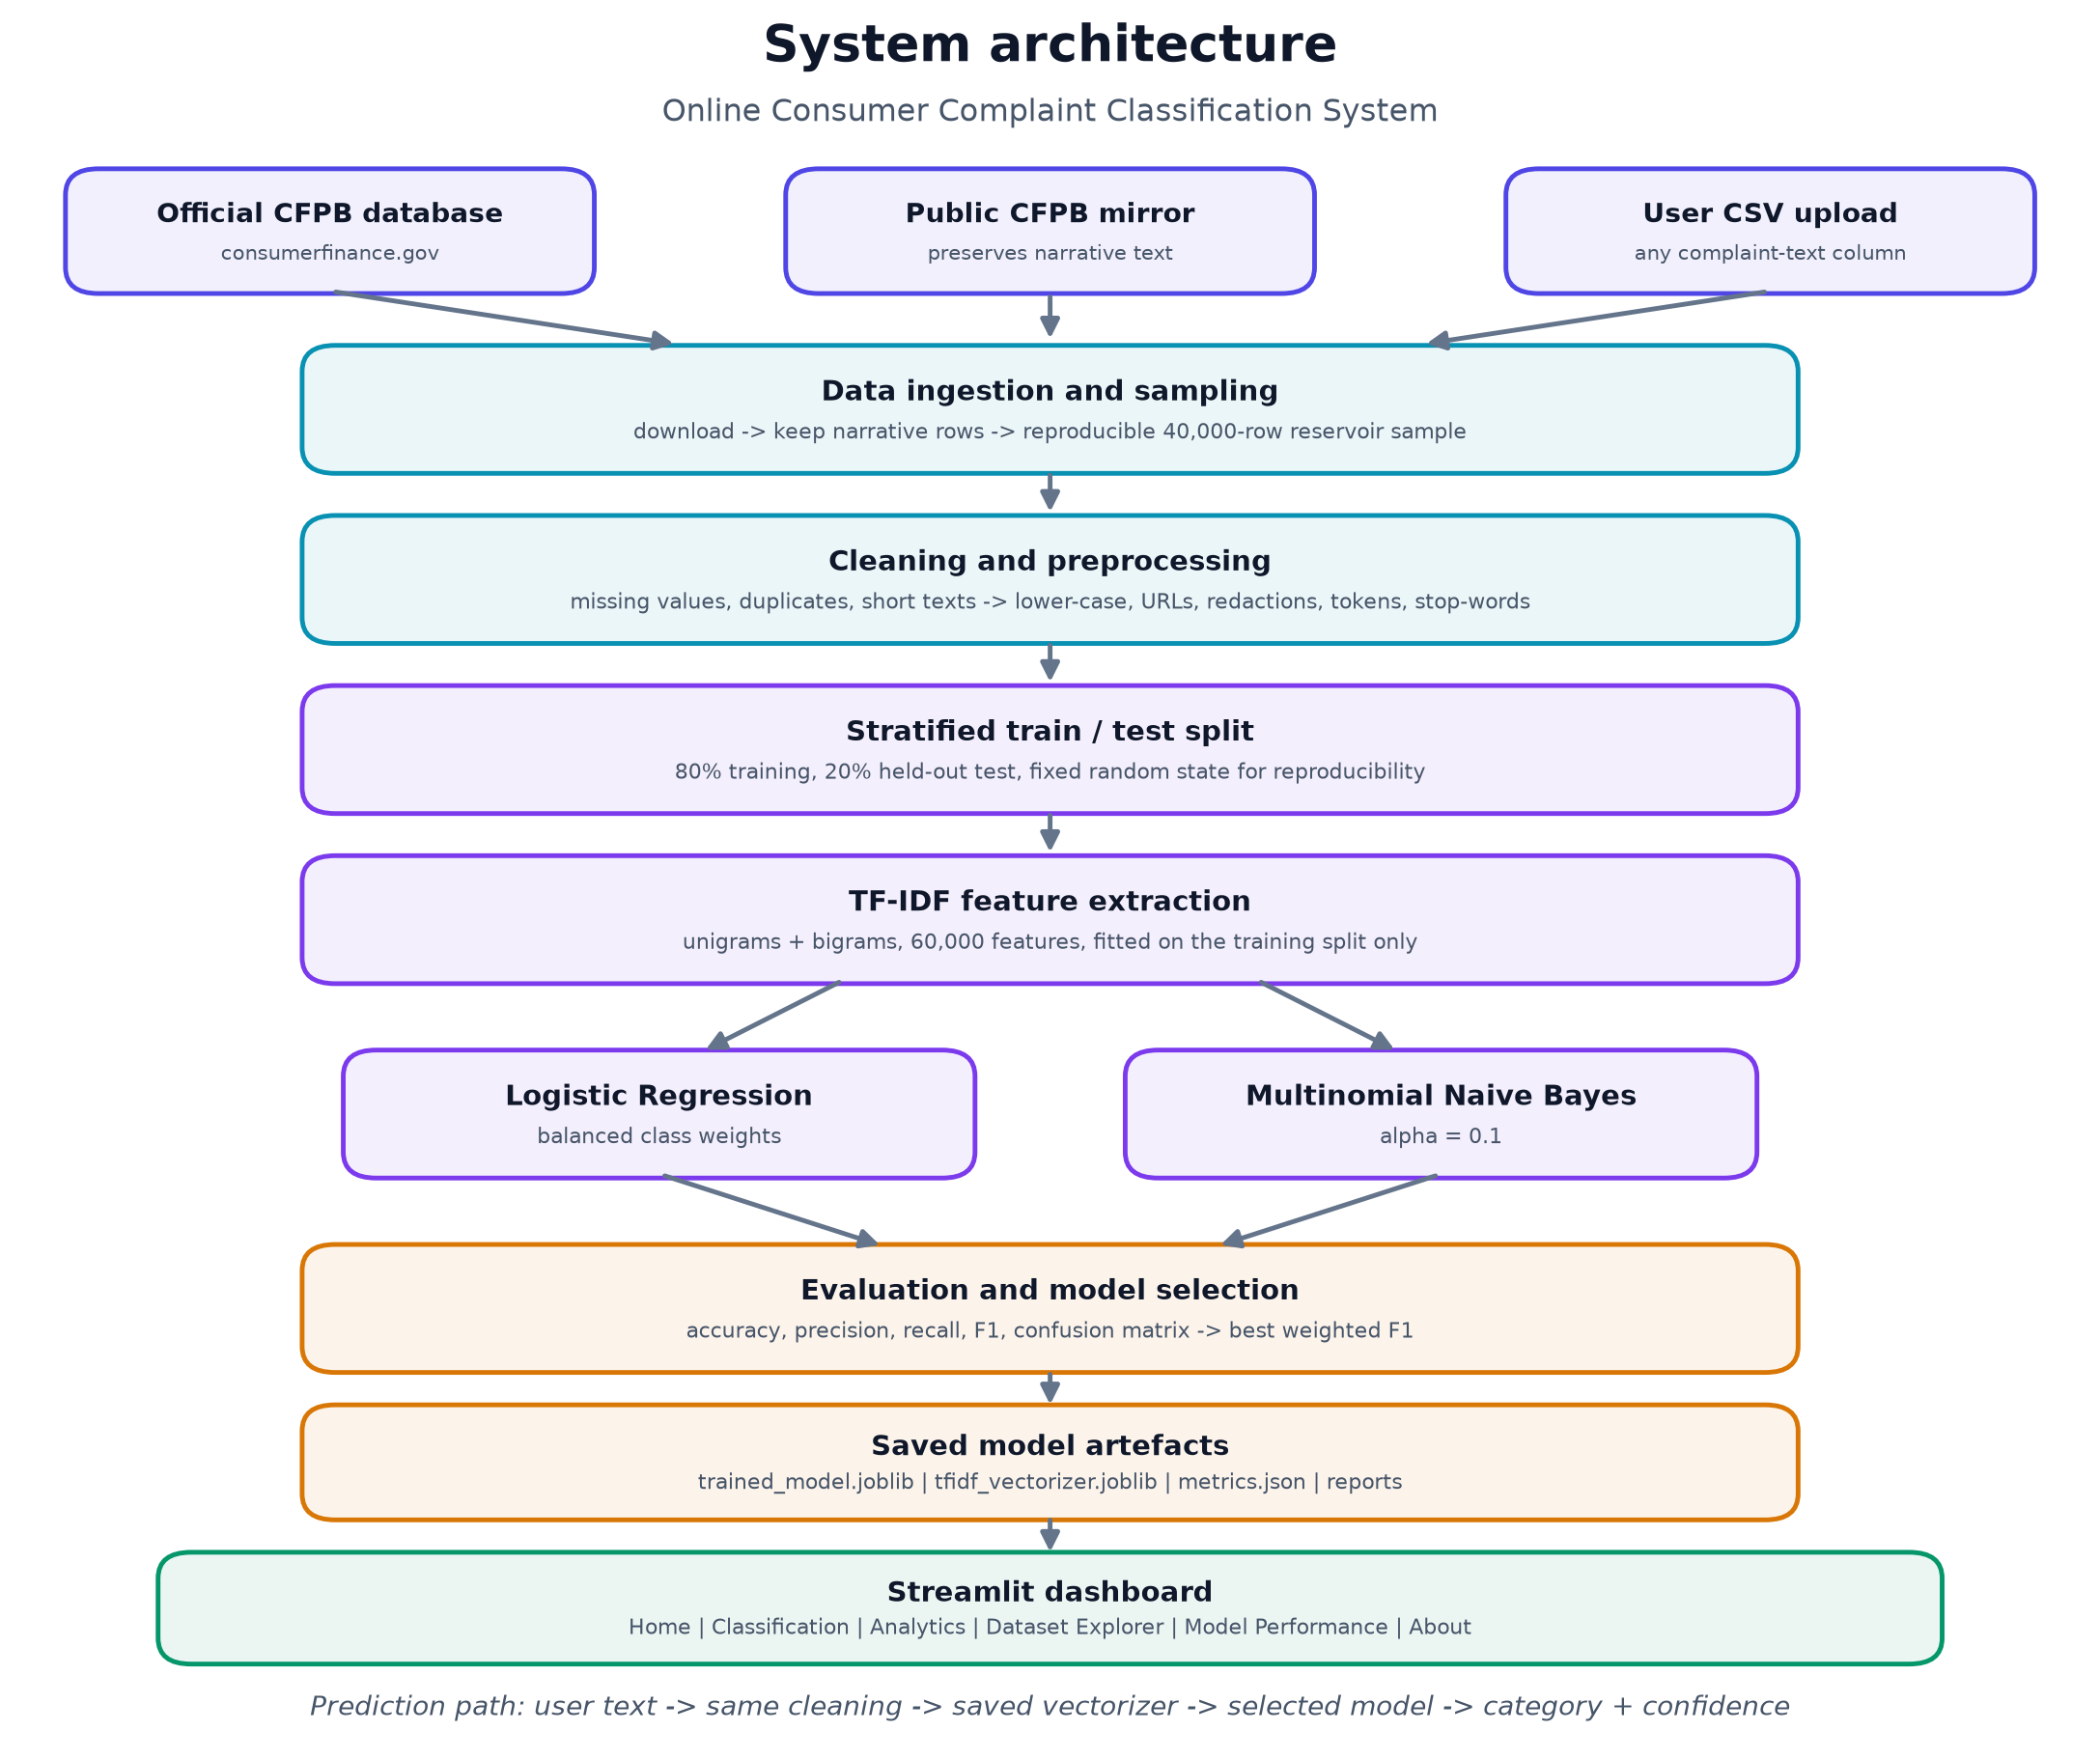 System architecture
Online Consumer Complaint Classification System
Official CFPB database
consumerfinance.gov
Public CFPB mirror
preserves narrative text
User CSV upload
any complaint-text column
Data ingestion and sampling
download -> keep narrative rows -> reproducible 40,000-row reservoir sample
Cleaning and preprocessing
missing values, duplicates, short texts -> lower-case, URLs, redactions, tokens, stop-words
Stratified train / test split
80% training, 20% held-out test, fixed random state for reproducibility
TF-IDF feature extraction
unigrams + bigrams, 60,000 features, fitted on the training split only
Logistic Regression
balanced class weights
Multinomial Naive Bayes
alpha = 0.1
Evaluation and model selection
accuracy, precision, recall, F1, confusion matrix -> best weighted F1
Saved model artefacts
trained_model.joblib | tfidf_vectorizer.joblib | metrics.json | reports
Streamlit dashboard
Home | Classification | Analytics | Dataset Explorer | Model Performance | About
Prediction path: user text -> same cleaning -> saved vectorizer -> selected model -> category + confidence